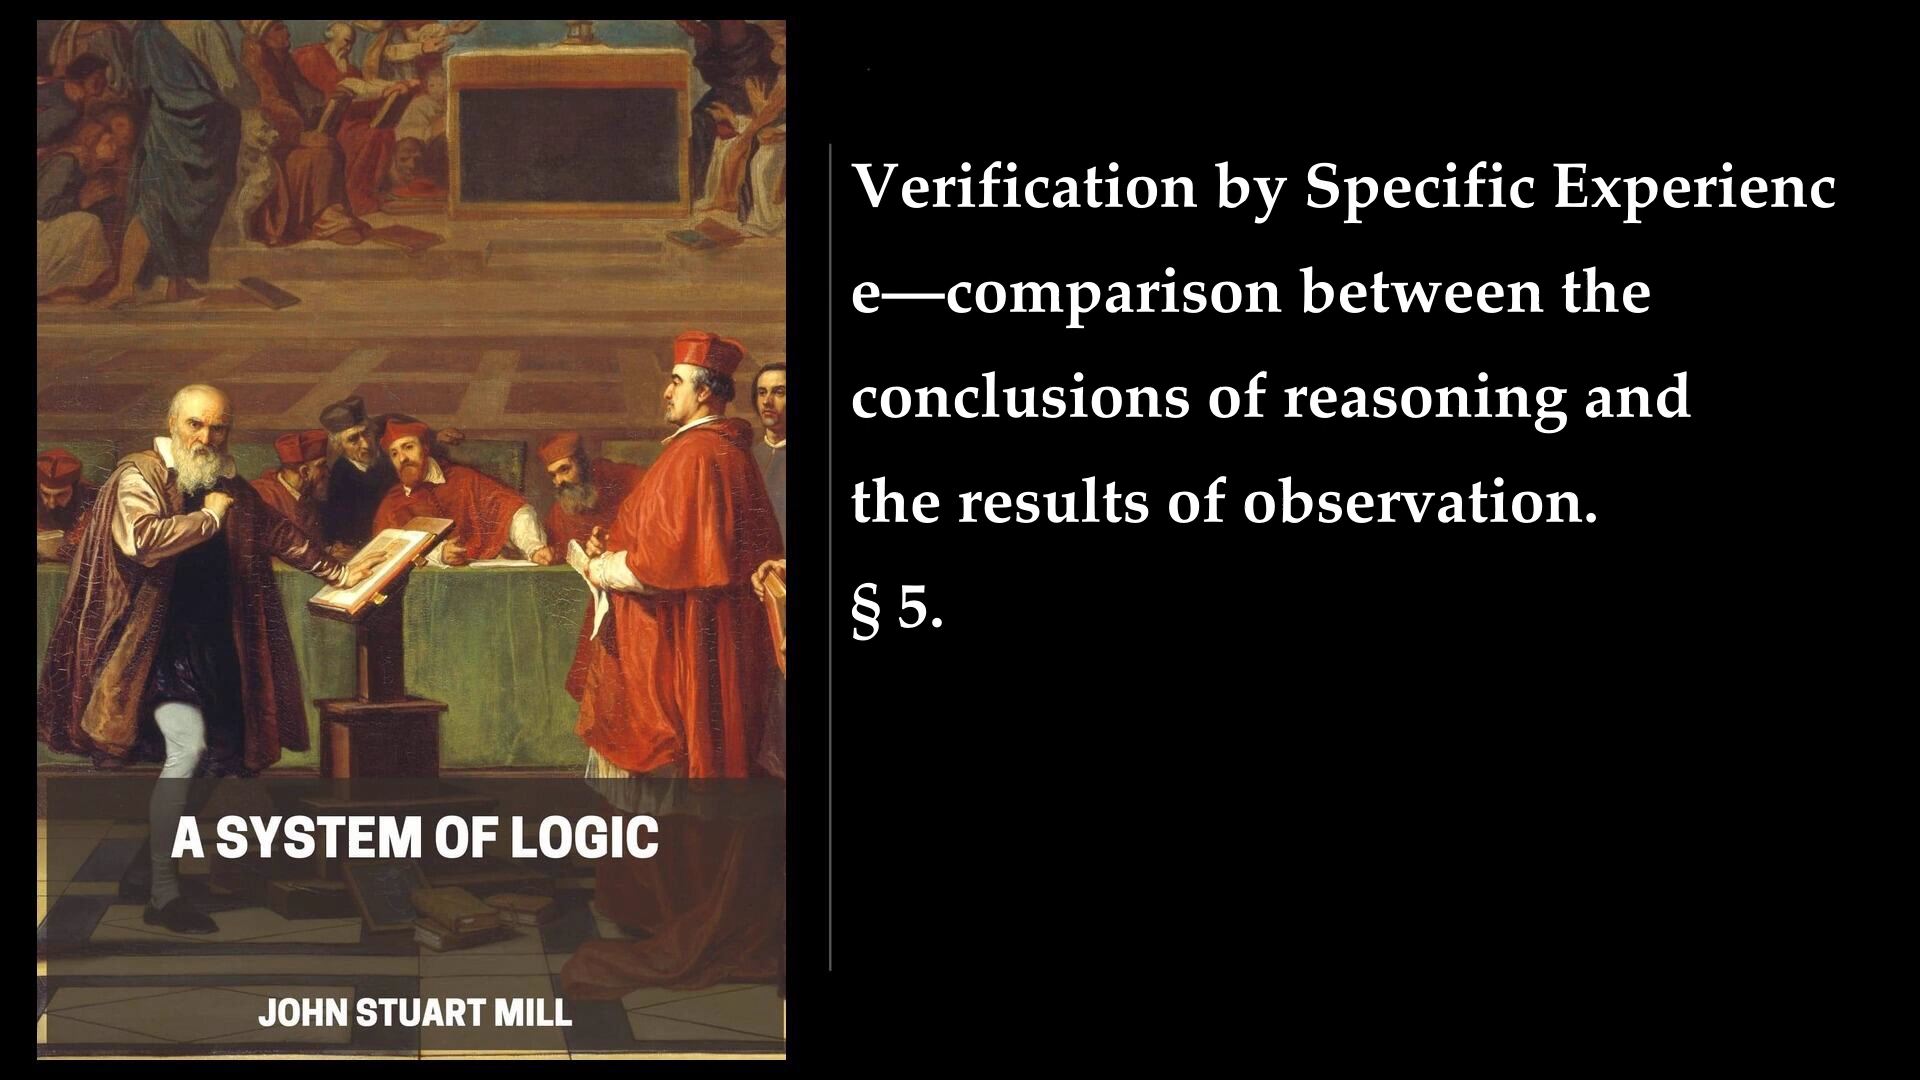 A SYSTEM OF LOGIC
JOHN STUART MILL
Verification by Specific Experienc
e—comparison between the
conclusions of reasoning and
the results of observation.
§ 5.